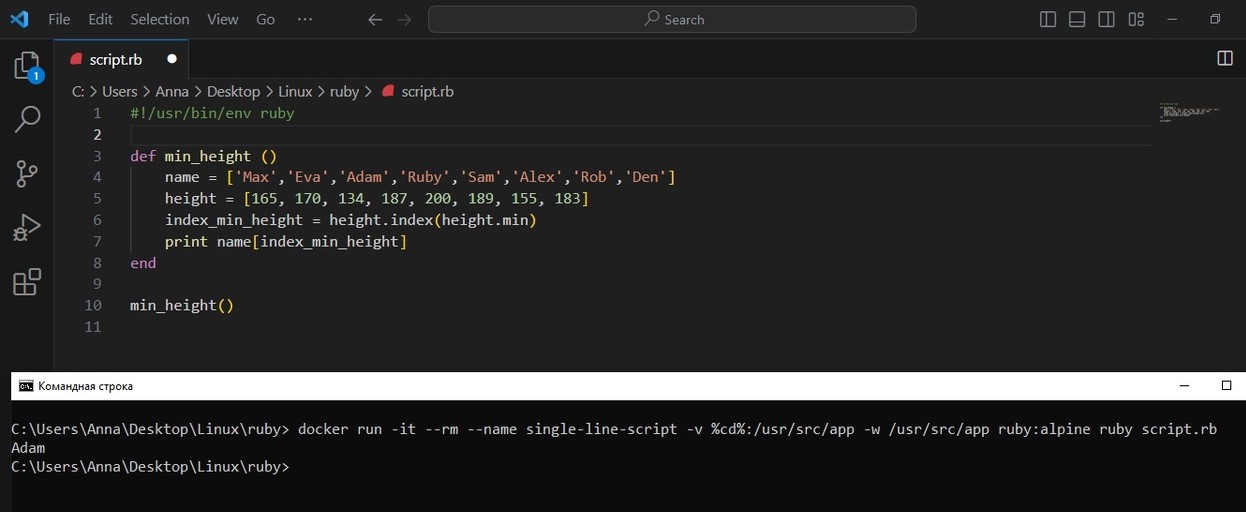 File Edit Selection View Go ··· Search
script.rb
1
C: > Users > Anna > Desktop > Linux > ruby > script.rb
1 #!/usr/bin/env ruby
2
3 def min_height ()
4 name = ['Max','Eva','Adam','Ruby','Sam','Alex','Rob','Den']
5 height = [165, 170, 134, 187, 200, 189, 155, 183]
6 index_min_height = height.index(height.min)
7 print name[index_min_height]
8 end
9
10 min_height()
11
Командная строка
C:\Users\Anna\Desktop\Linux\ruby> docker run -it --rm --name single-line-script -v %cd%:/usr/src/app -w /usr/src/app ruby:alpine ruby script.rb
Adam
C:\Users\Anna\Desktop\Linux\ruby>